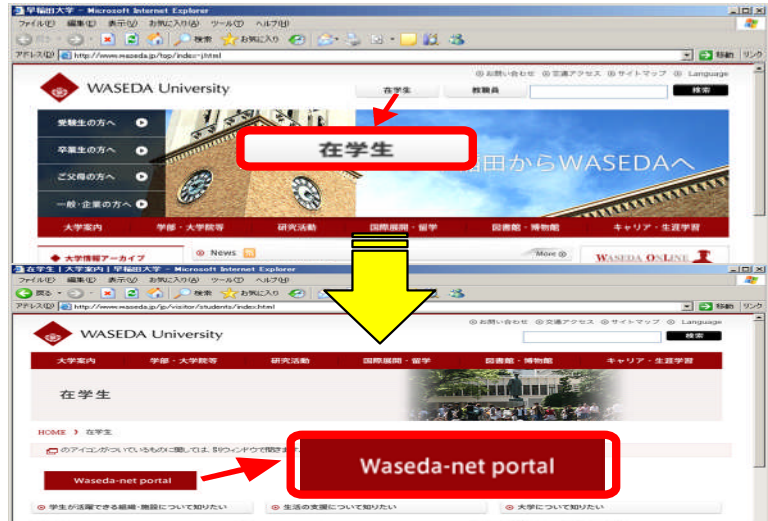 早稲田大学 - Microsoft Internet Explorer
ファイル(F) 編集(E) 表示(V) お気に入り(A) ツール(T) ヘルプ(H)
戻る 検索 お気に入り
アドレス(D) http://www.waseda.jp/top/index-j.html 移動 リンク
お問い合わせ 交通アクセス サイトマップ Language
WASEDA University 在学生 教職員 検索
受験生の方へ
卒業生の方へ
ご父母の方へ
一般・企業の方へ
在学生
稲田からWASEDAへ
大学案内 学部・大学院等 研究活動 国際展開・留学 図書館・博物館 キャリア・生涯学習
大学情報アーカイブ News More WASEDA ONLINE
在学生 | 大学案内 | 早稲田大学 - Microsoft Internet Explorer
ファイル(F) 編集(E) 表示(V) お気に入り(A) ツール(T) ヘルプ(H)
戻る 検索 お気に入り
アドレス(D) http://www.waseda.jp/jp/visitor/students/index.html 移動 リンク
お問い合わせ 交通アクセス サイトマップ Language
WASEDA University 検索
大学案内 学部・大学院等 研究活動 国際展開・留学 図書館・博物館 キャリア・生涯学習
在学生
HOME > 在学生
のアイコンがついているものに関しては、別ウィンドウで開きます
Waseda-net portal
Waseda-net portal
学生が活躍できる組織・施設について知りたい 生活の支援について知りたい 大学について知りたい